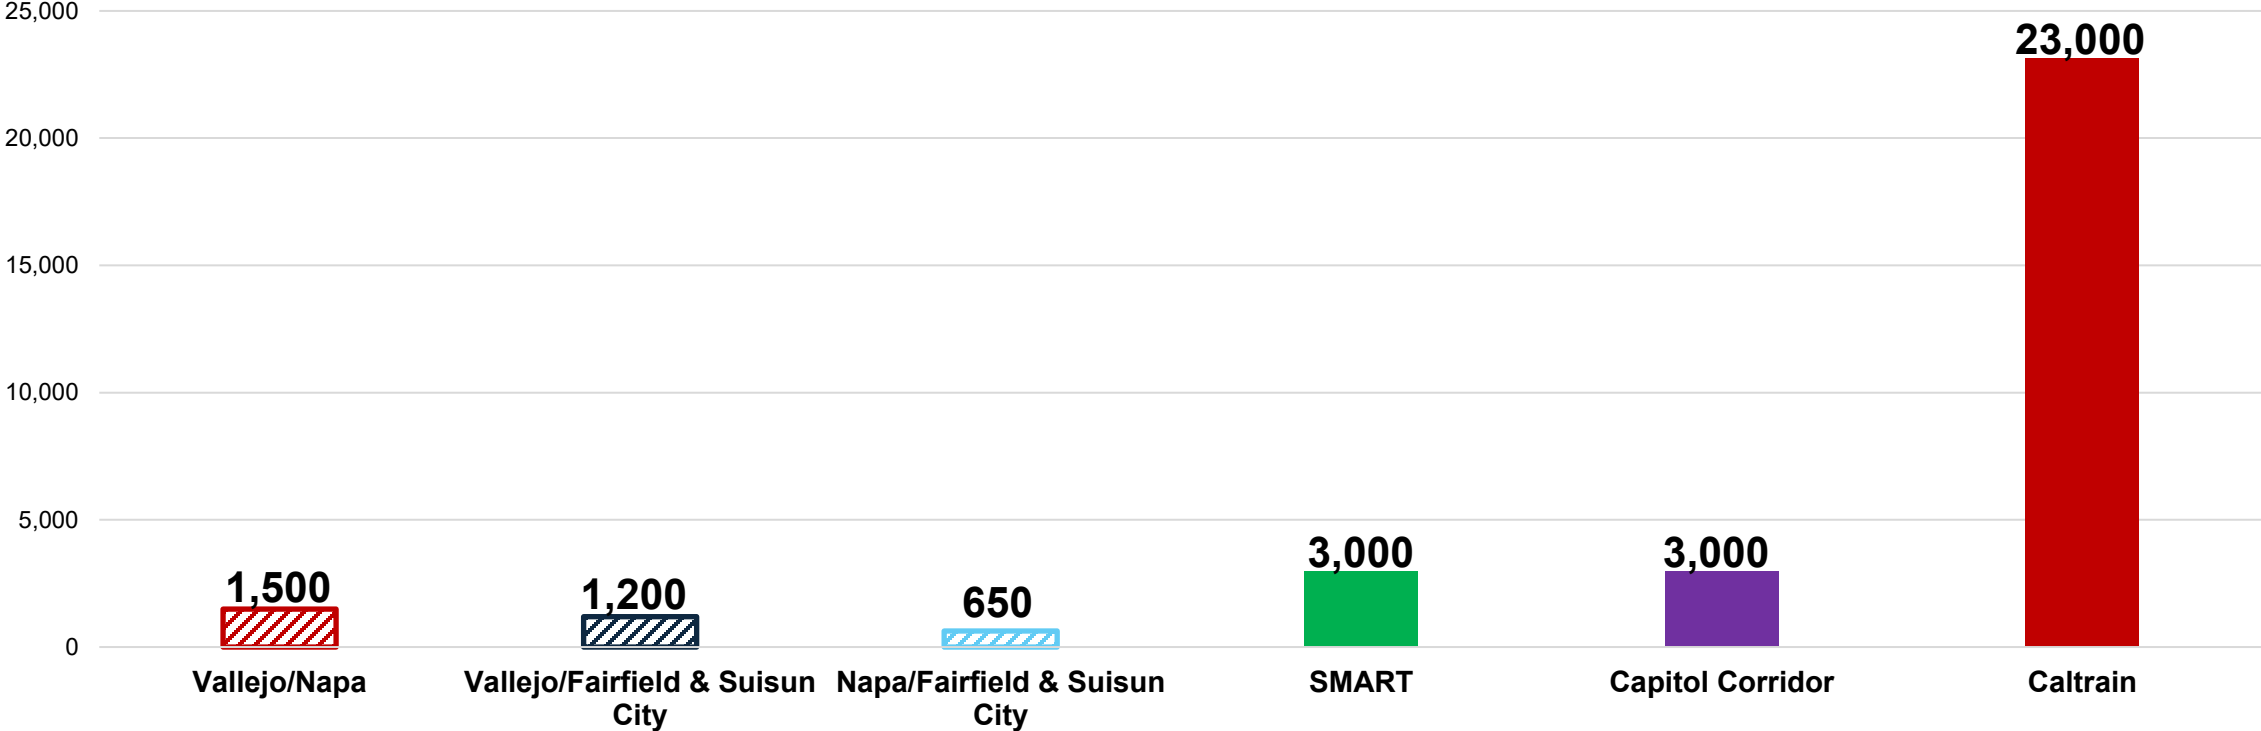 25,000
20,000
15,000
10,000
5,000
0
1,500
1,200
650
3,000
3,000
23,000
Vallejo/Napa
Vallejo/Fairfield & Suisun
City
Napa/Fairfield & Suisun
City
SMART
Capitol Corridor
Caltrain